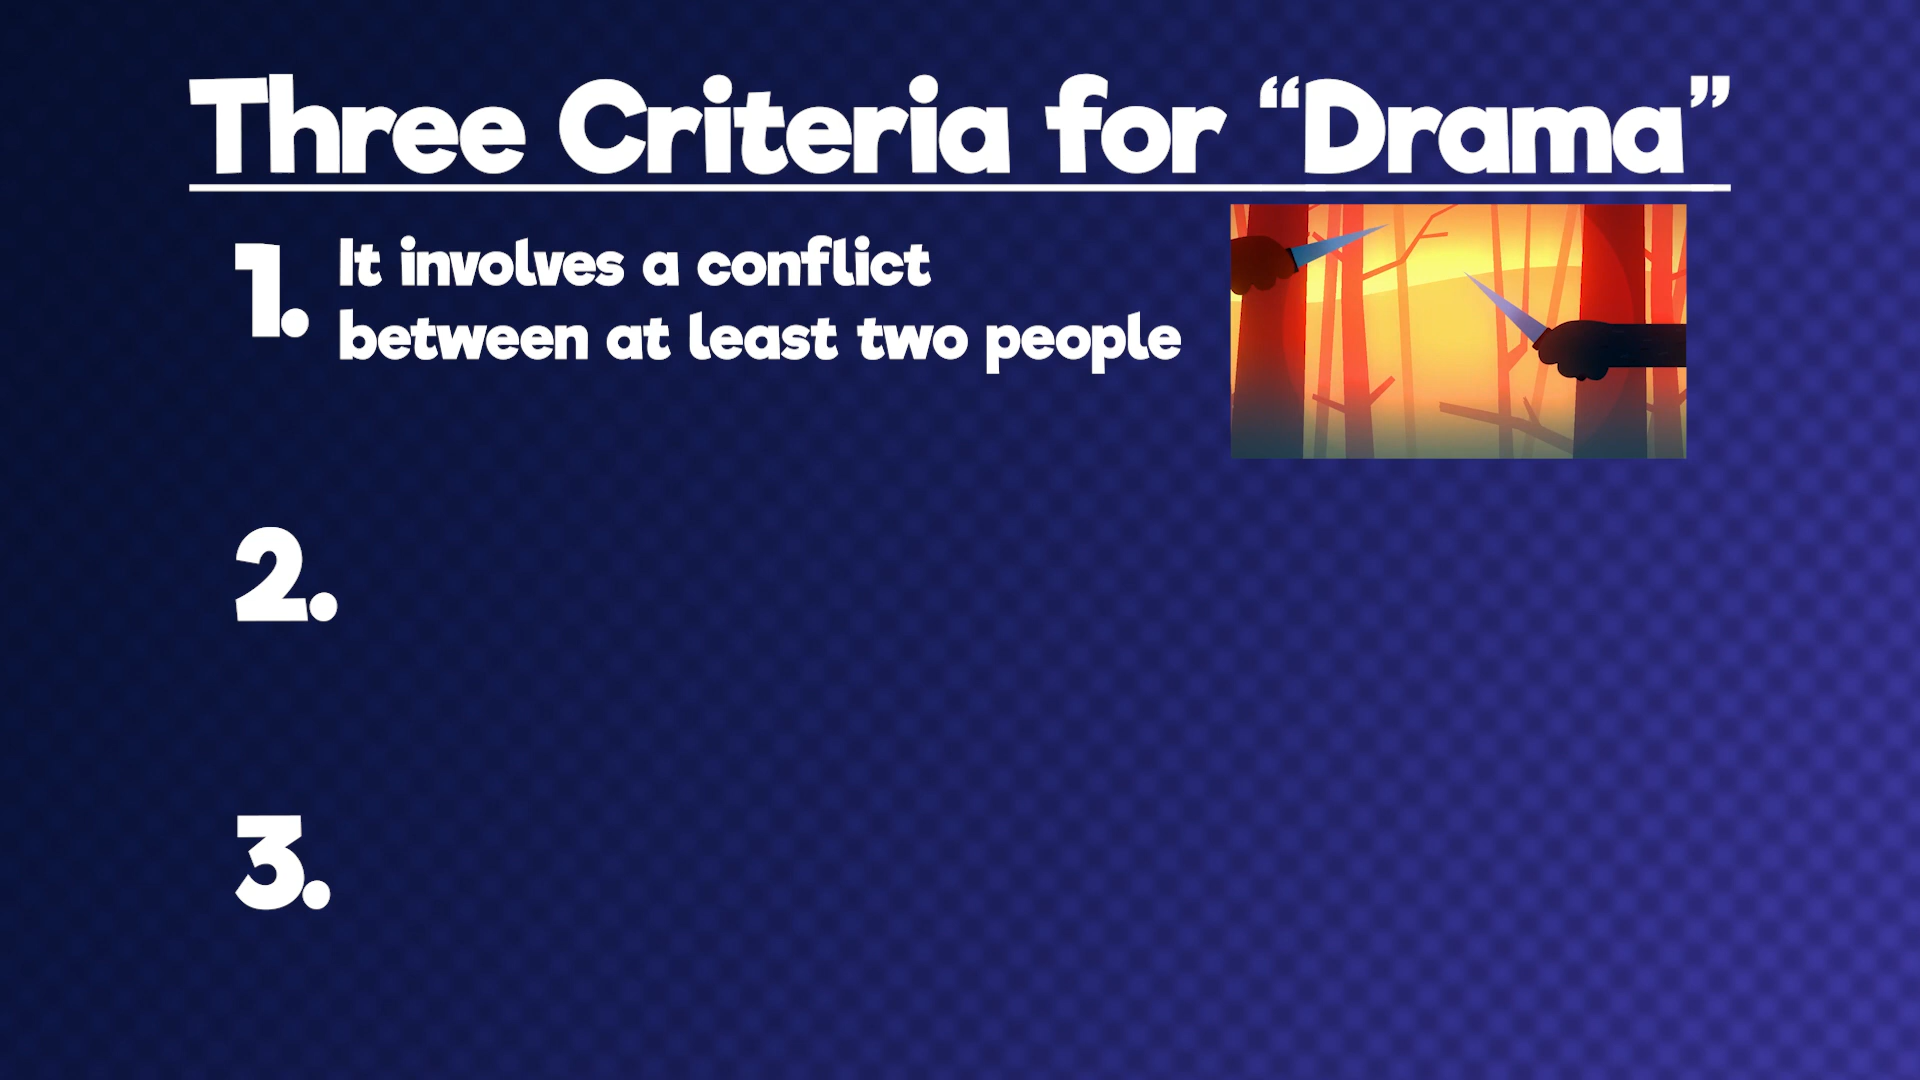 Three Criteria for “Drama”
1. It involves a conflict
between at least two people
2.
3.